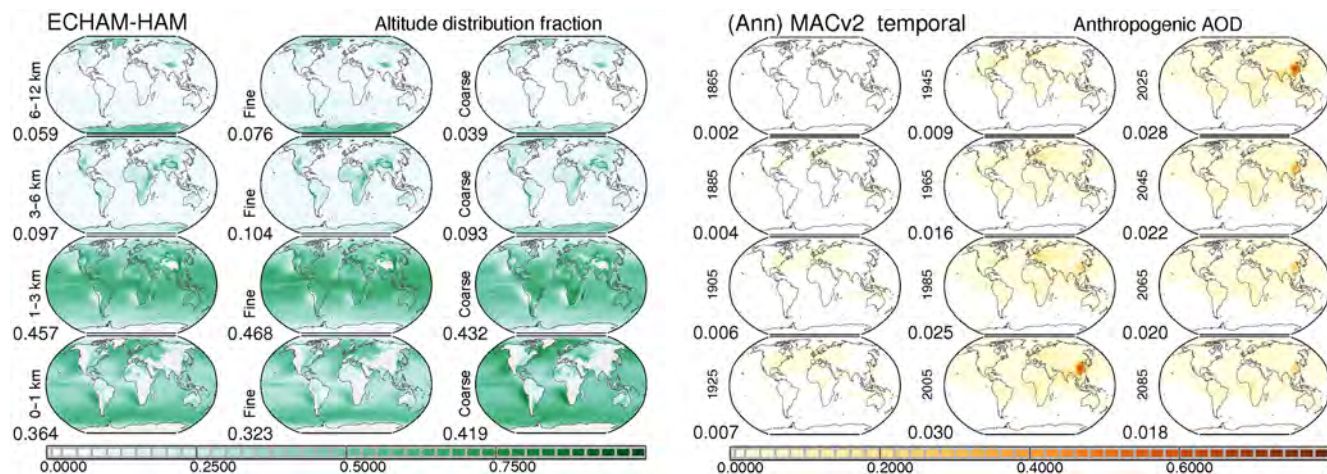 ECHAM-HAM Altitude distribution fraction
6-12 km Fine Coarse
0.059 0.076 0.039
3-6 km Fine Coarse
0.097 0.104 0.093
1-3 km Fine Coarse
0.457 0.468 0.432
0-1 km Fine Coarse
0.364 0.323 0.419
0.0000 0.2500 0.5000 0.7500
(Ann) MACv2 temporal Anthropogenic AOD
1865 1945 2025
0.002 0.009 0.028
1885 1965 2045
0.004 0.016 0.022
1905 1985 2065
0.006 0.025 0.020
1925 2005 2085
0.007 0.030 0.018
0.0000 0.2000 0.4000 0.6000